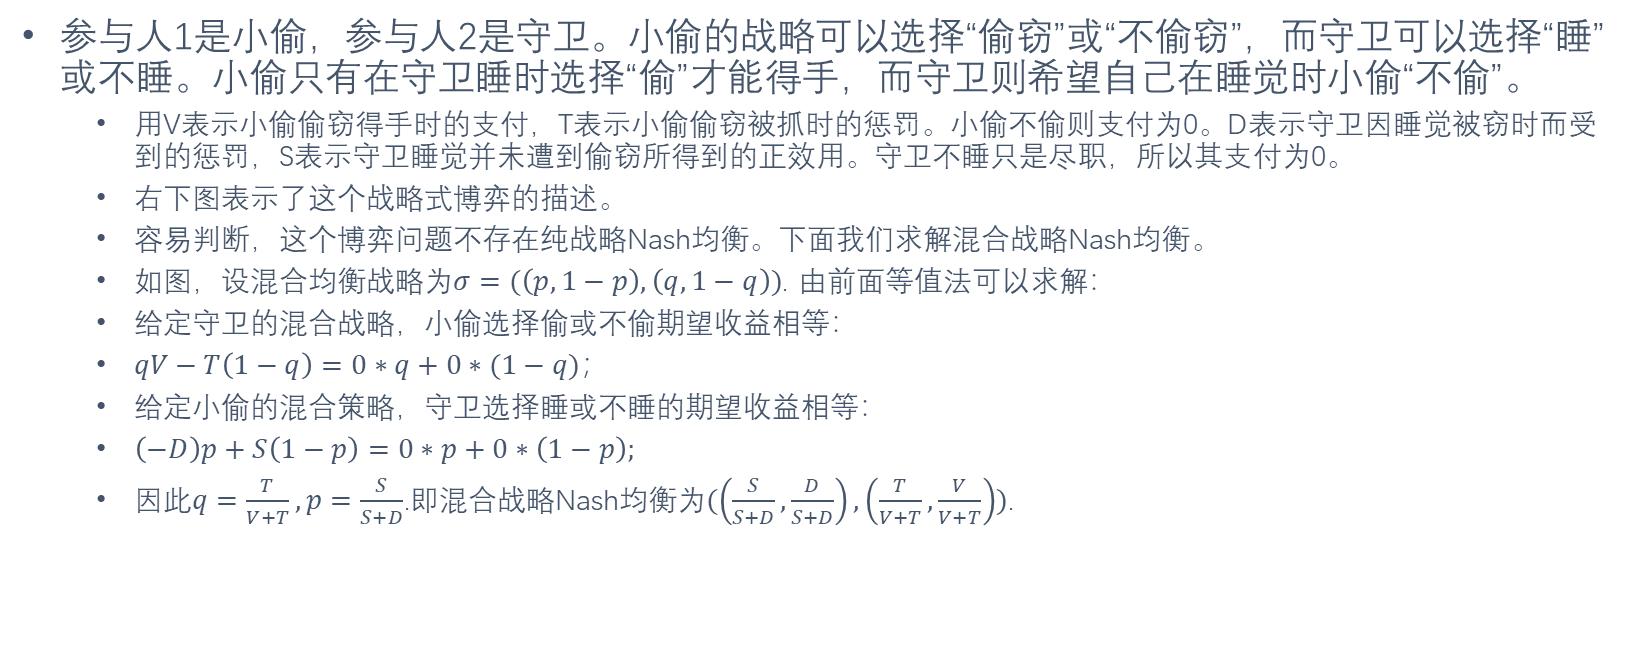 • 参与人1是小偷，参与人2是守卫。小偷的战略可以选择“偷窃”或“不偷窃”，而守卫可以选择“睡”
或不睡。小偷只有在守卫睡时选择“偷”才能得手，而守卫则希望自己在睡觉时小偷“不偷”。
• 用V表示小偷偷窃得手时的支付，T表示小偷偷窃被抓时的惩罚。小偷不偷则支付为0。D表示守卫因睡觉被窃时而受
到的惩罚，S表示守卫睡觉并未遭到偷窃所得到的正效用。守卫不睡只是尽职，所以其支付为0。
• 右下图表示了这个战略式博弈的描述。
• 容易判断，这个博弈问题不存在纯战略Nash均衡。下面我们求解混合战略Nash均衡。
• 如图，设混合均衡战略为σ = ((p, 1 − p), (q, 1 − q)). 由前面等值法可以求解：
• 给定守卫的混合战略，小偷选择偷或不偷期望收益相等：
• qV − T(1 − q) = 0 ∗ q + 0 ∗ (1 − q)；
• 给定小偷的混合策略，守卫选择睡或不睡的期望收益相等：
• (−D)p + S(1 − p) = 0 ∗ p + 0 ∗ (1 − p);
• 因此q = T/(V+T), p = S/(S+D).即混合战略Nash均衡为((S/(S+D), D/(S+D)), (T/(V+T), V/(V+T))).